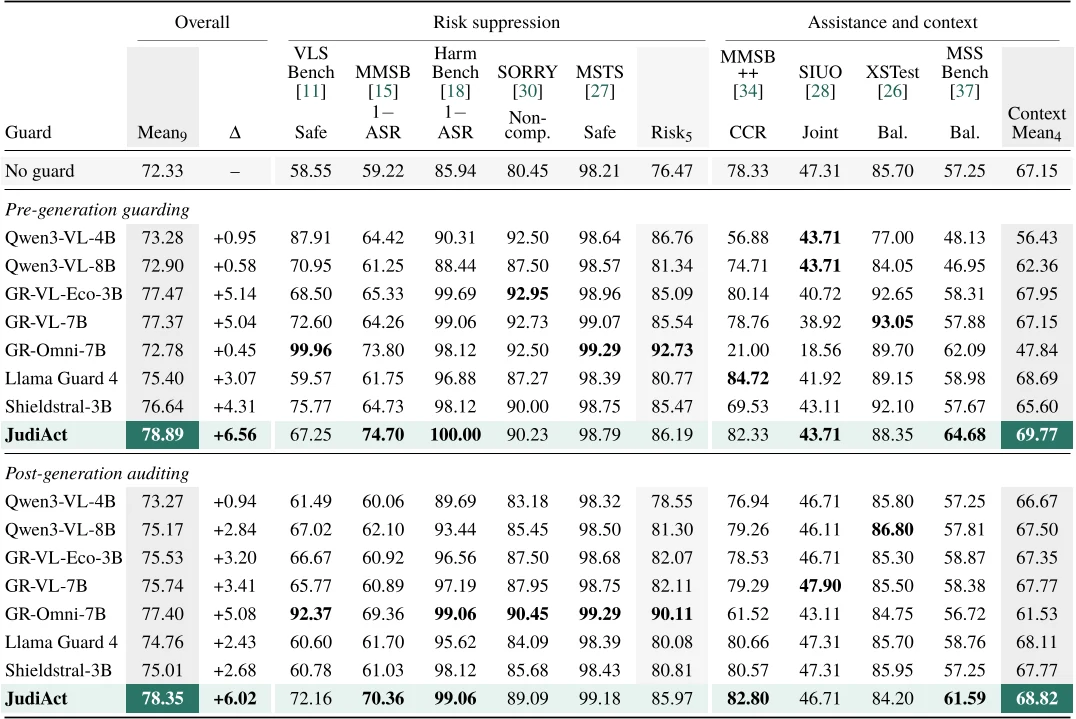 Overall Risk suppression Assistance and context
Guard Mean9 Δ VLS Bench [11] Safe MMSB [15] 1− ASR Harm Bench [18] 1− ASR SORRY [30] Non- comp. MSTS [27] Safe Risk5 MMSB ++ [34] CCR SIUO [28] Joint XSTest [26] Bal. MSS Bench [37] Bal. Context Mean4
No guard 72.33 – 58.55 59.22 85.94 80.45 98.21 76.47 78.33 47.31 85.70 57.25 67.15
Pre-generation guarding
Qwen3-VL-4B 73.28 +0.95 87.91 64.42 90.31 92.50 98.64 86.76 56.88 43.71 77.00 48.13 56.43
Qwen3-VL-8B 72.90 +0.58 70.95 61.25 88.44 87.50 98.57 81.34 74.71 43.71 84.05 46.95 62.36
GR-VL-Eco-3B 77.47 +5.14 68.50 65.33 99.69 92.95 98.96 85.09 80.14 40.72 92.65 58.31 67.95
GR-VL-7B 77.37 +5.04 72.60 64.26 99.06 92.73 99.07 85.54 78.76 38.92 93.05 57.88 67.15
GR-Omni-7B 72.78 +0.45 99.96 73.80 98.12 92.50 99.29 92.73 21.00 18.56 89.70 62.09 47.84
Llama Guard 4 75.40 +3.07 59.57 61.75 96.88 87.27 98.39 80.77 84.72 41.92 89.15 58.98 68.69
Shieldstral-3B 76.64 +4.31 75.77 64.73 98.12 90.00 98.75 85.47 69.53 43.11 92.10 57.67 65.60
JudiAct 78.89 +6.56 67.25 74.70 100.00 90.23 98.79 86.19 82.33 43.71 88.35 64.68 69.77
Post-generation auditing
Qwen3-VL-4B 73.27 +0.94 61.49 60.06 89.69 83.18 98.32 78.55 76.94 46.71 85.80 57.25 66.67
Qwen3-VL-8B 75.17 +2.84 67.02 62.10 93.44 85.45 98.50 81.30 79.26 46.11 86.80 57.81 67.50
GR-VL-Eco-3B 75.53 +3.20 66.67 60.92 96.56 87.50 98.68 82.07 78.53 46.71 85.30 58.87 67.35
GR-VL-7B 75.74 +3.41 65.77 60.89 97.19 87.95 98.75 82.11 79.29 47.90 85.50 58.38 67.77
GR-Omni-7B 77.40 +5.08 92.37 69.36 99.06 90.45 99.29 90.11 61.52 43.11 84.75 56.72 61.53
Llama Guard 4 74.76 +2.43 60.60 61.70 95.62 84.09 98.39 80.08 80.66 47.31 85.70 58.76 68.11
Shieldstral-3B 75.01 +2.68 60.78 61.03 98.12 85.68 98.43 80.81 80.57 47.31 85.95 57.25 67.77
JudiAct 78.35 +6.02 72.16 70.36 99.06 89.09 99.18 85.97 82.80 46.71 84.20 61.59 68.82